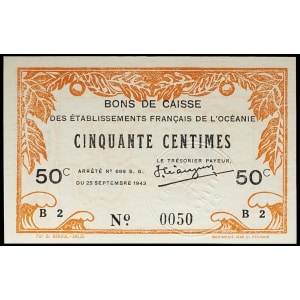 BONS DE CAISSE
DES ÉTABLISSEMENTS FRANÇAIS DE L'OCÉANIE
CINQUANTE CENTIMES
LE TRÉSORIER PAYEUR,
50C
ARRÊTÉ N° 698 S. G.
DU 25 SEPTEMBRE 1943
50C
B 2
No. 0050
B 2